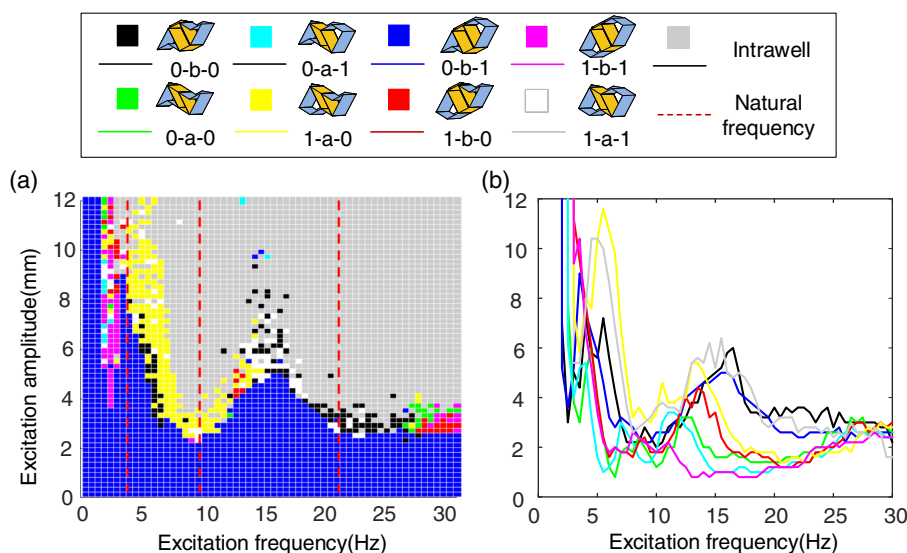 0-b-0 0-a-1 0-b-1 1-b-1 Intrawell
0-a-0 1-a-0 1-b-0 1-a-1 Natural frequency
(a) (b)
12 10 8 6 4 2 0
Excitation amplitude(mm)
0 5 10 15 20 25 30
Excitation frequency(Hz)
12 10 8 6 4 2 0
0 5 10 15 20 25 30
Excitation frequency(Hz)